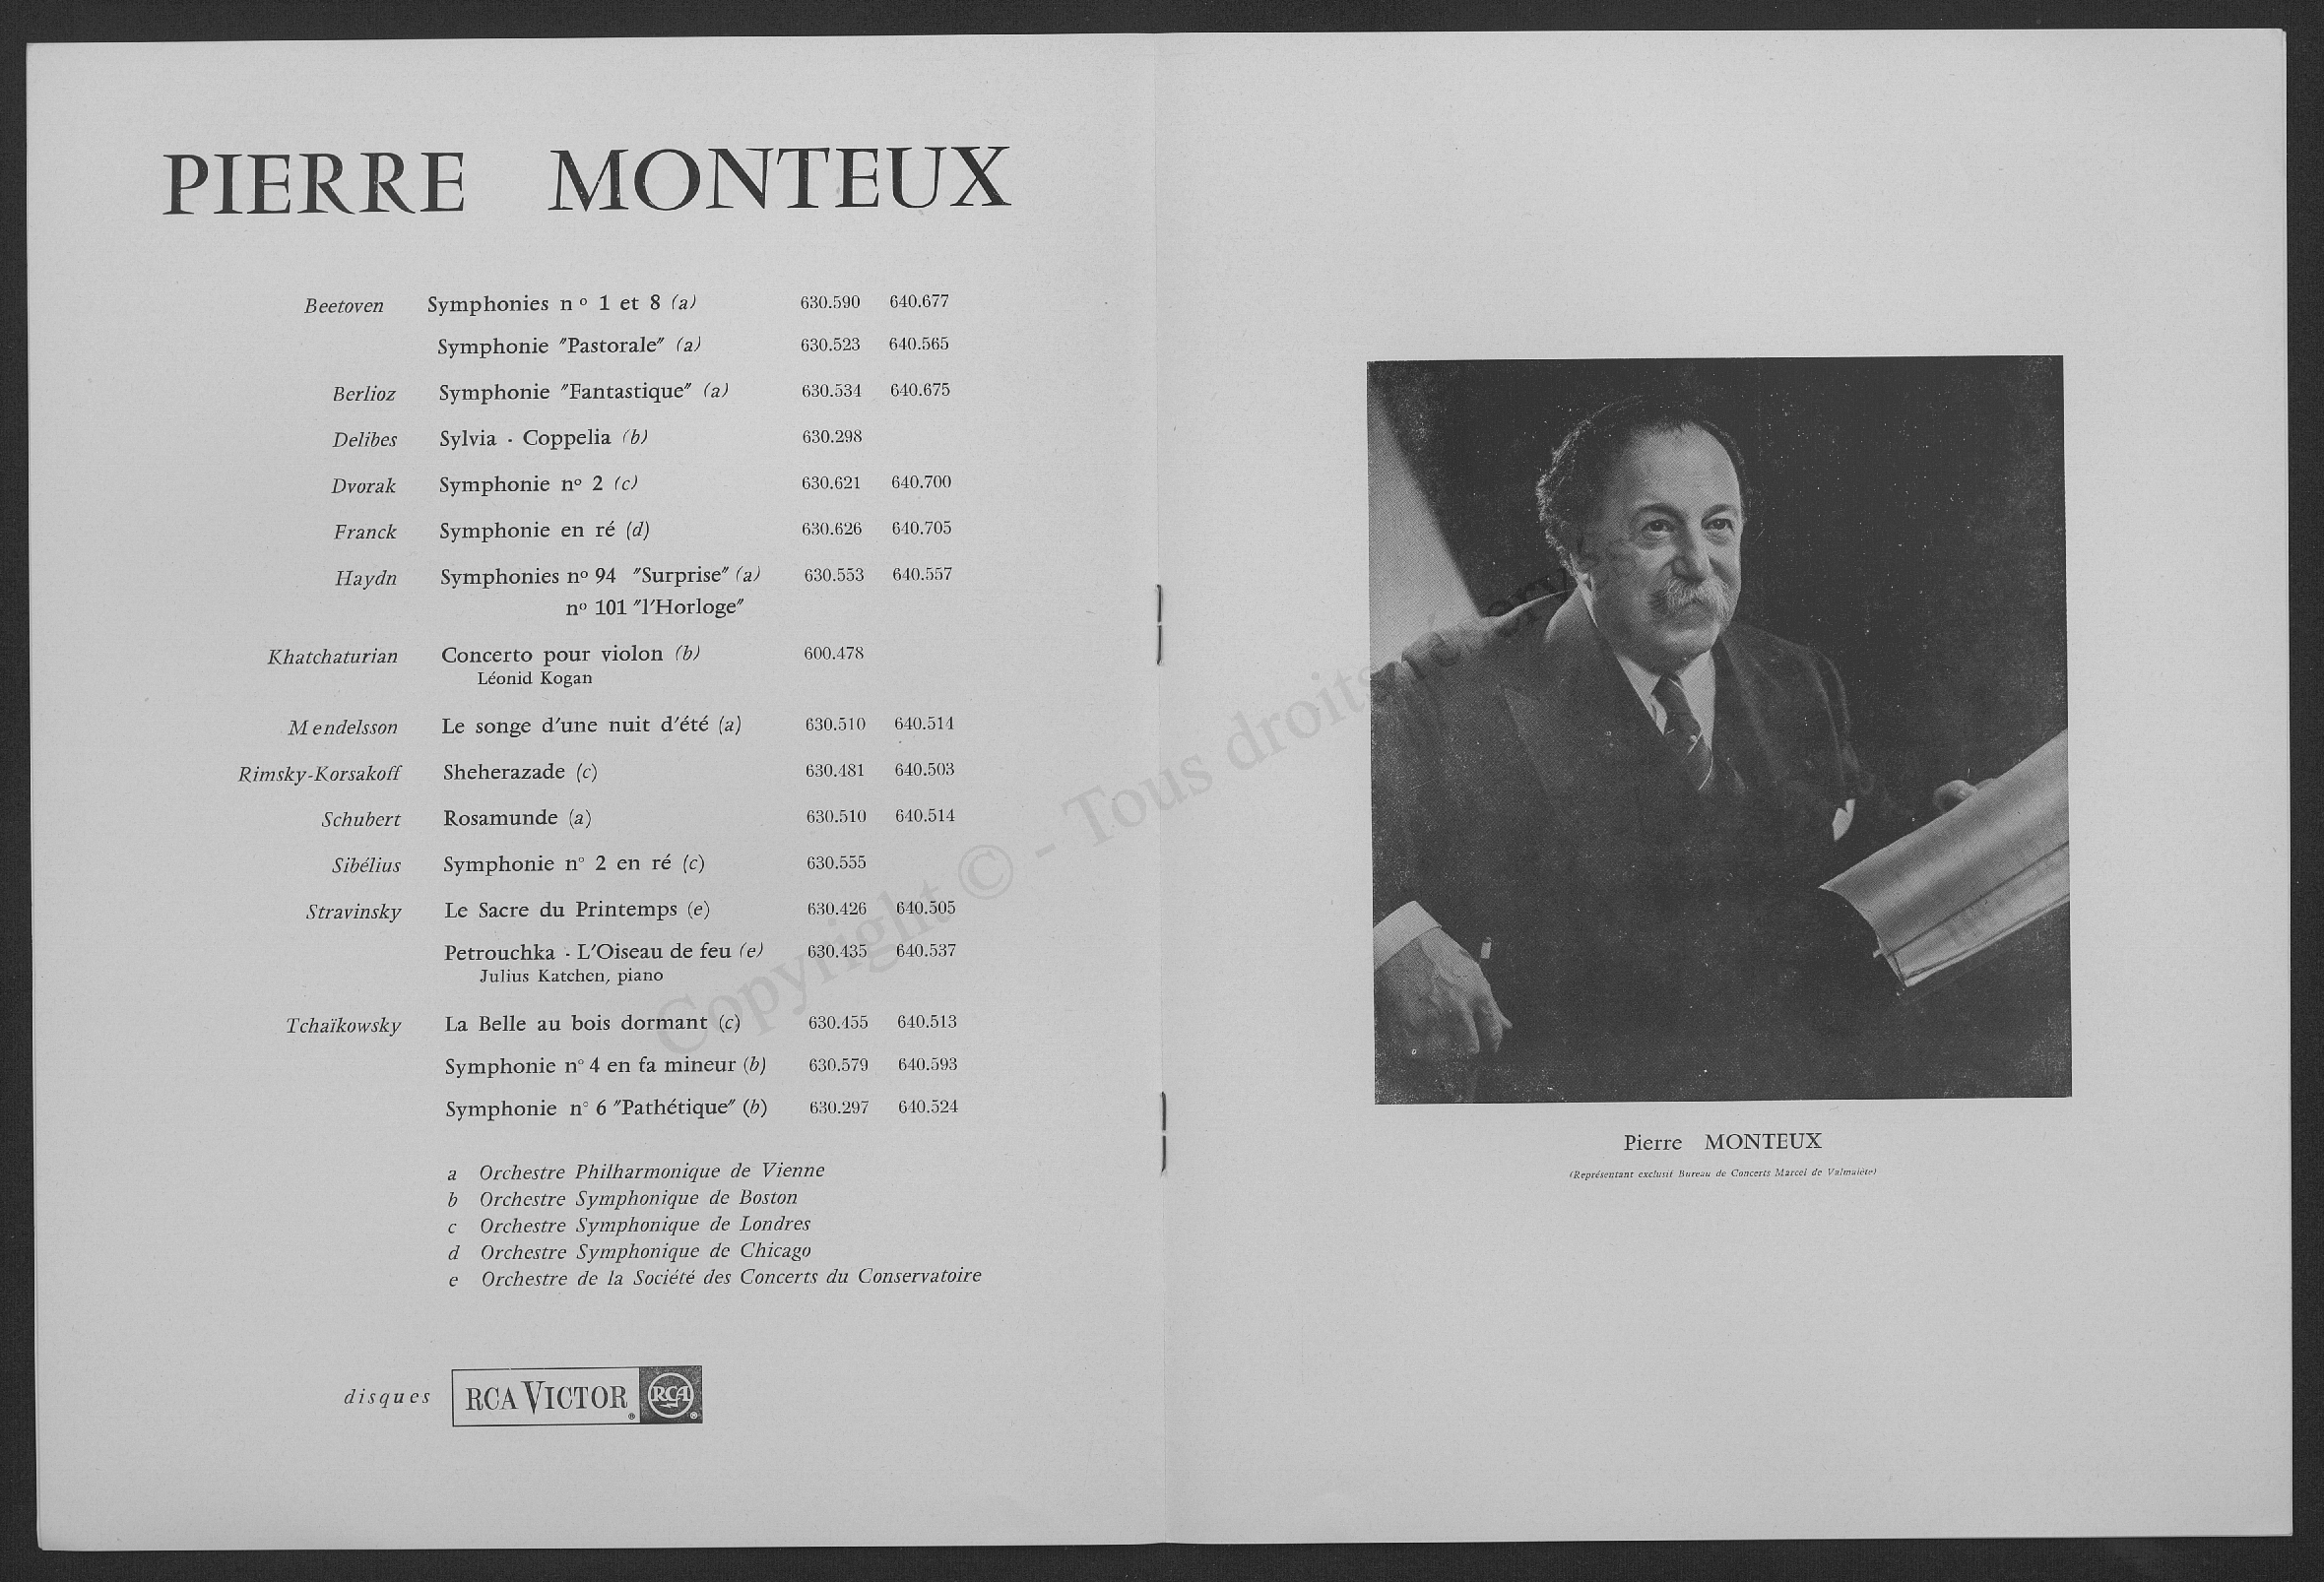 PIERRE MONTEUX
Beetoven Symphonies nº 1 et 8 (a) 630.590 640.677
Symphonie "Pastorale" (a) 630.523 640.565
Berlioz Symphonie "Fantastique" (a) 630.534 640.675
Delibes Sylvia - Coppelia (b) 630.298
Dvorak Symphonie nº 2 (c) 630.621 640.700
Franck Symphonie en ré (d) 630.626 640.705
Haydn Symphonies nº 94 "Surprise" (a) 630.553 640.557
nº 101 "l'Horloge"
Khatchaturian Concerto pour violon (b) 600.478
Léonid Kogan
Mendelsson Le songe d'une nuit d'été (a) 630.510 640.514
Rimsky-Korsakoff Sheherazade (c) 630.481 640.503
Schubert Rosamunde (a) 630.510 640.514
Sibélius Symphonie n° 2 en ré (c) 630.555
Stravinsky Le Sacre du Printemps (e) 630.426 640.505
Petrouchka - L'Oiseau de feu (e) 630.435 640.537
Julius Katchen, piano
Tchaïkowsky La Belle au bois dormant (c) 630.455 640.513
Symphonie n° 4 en fa mineur (b) 630.579 640.593
Symphonie n° 6 "Pathétique" (b) 630.297 640.524
a Orchestre Philharmonique de Vienne
b Orchestre Symphonique de Boston
c Orchestre Symphonique de Londres
d Orchestre Symphonique de Chicago
e Orchestre de la Société des Concerts du Conservatoire
disques RCA VICTOR ® RCA ®
Pierre MONTEUX
(Représentant exclusif Bureau de Concerts Marcel de Valmalète)
Copyright © - Tous droits